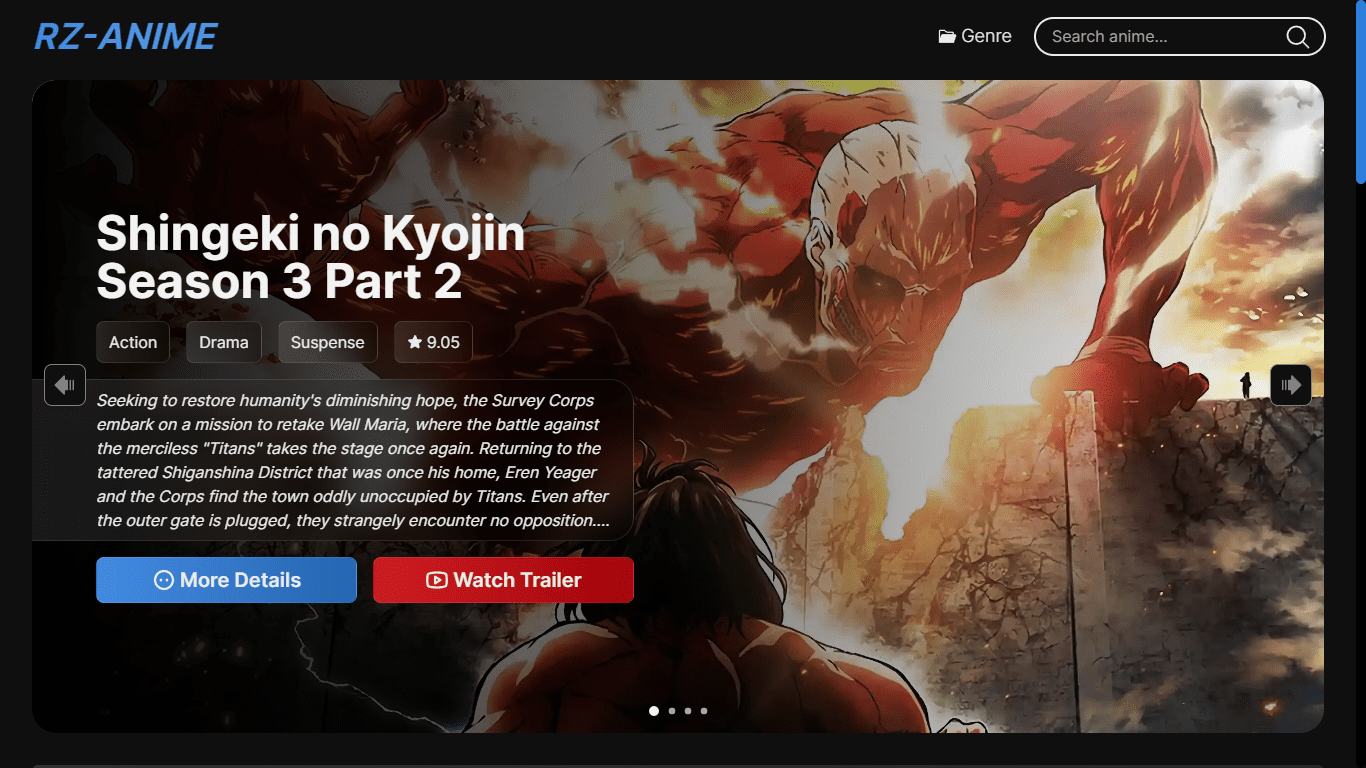 RZ-ANIME
Genre
Search anime...
Shingeki no Kyojin
Season 3 Part 2
Action
Drama
Suspense
9.05
Seeking to restore humanity's diminishing hope, the Survey Corps
embark on a mission to retake Wall Maria, where the battle against
the merciless "Titans" takes the stage once again. Returning to the
tattered Shiganshina District that was once his home, Eren Yeager
and the Corps find the town oddly unoccupied by Titans. Even after
the outer gate is plugged, they strangely encounter no opposition....
More Details
Watch Trailer